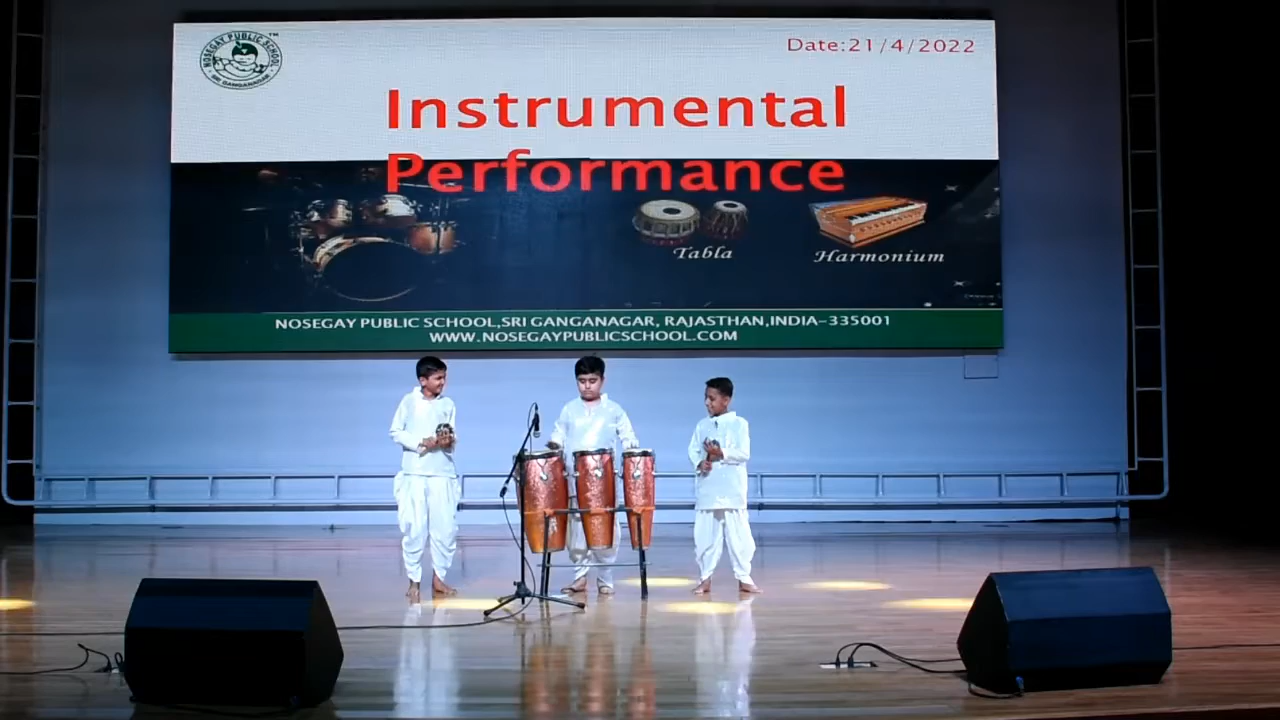 NOSEGAY PUBLIC SCHOOL
SRI GANGANAGAR
TM
Date:21/4/2022
Instrumental
Performance
Tabla
Harmonium
NOSEGAY PUBLIC SCHOOL,SRI GANGANAGAR, RAJASTHAN,INDIA-335001
WWW.NOSEGAYPUBLICSCHOOL.COM